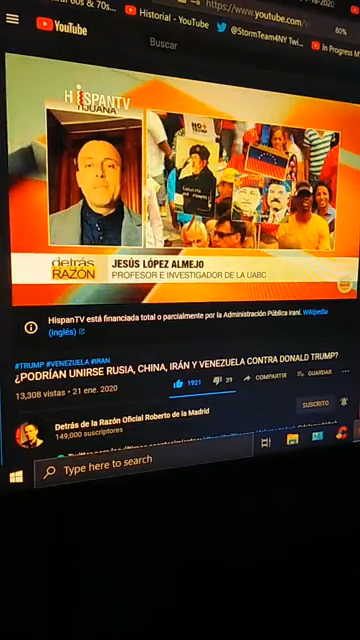 https://www.youtube.com/
Historial - YouTube
@StormTeam4NY Twi...
In Progress
80%
YouTube
Buscar
HISPANTV
TIJUANA
NO+
detrás
de la
RAZÓN
JESÚS LÓPEZ ALMEJO
PROFESOR E INVESTIGADOR DE LA UABC
HispanTV está financiada total o parcialmente por la Administración Pública iraní. Wikipedia
(inglés)
#TRUMP #VENEZUELA #IRAN
¿PODRÍAN UNIRSE RUSIA, CHINA, IRÁN Y VENEZUELA CONTRA DONALD TRUMP?
13,308 vistas • 21 ene. 2020
1921
39
COMPARTIR
GUARDAR
Detrás de la Razón Oficial Roberto de la Madrid
149,000 suscriptores
SUSCRITO
Type here to search